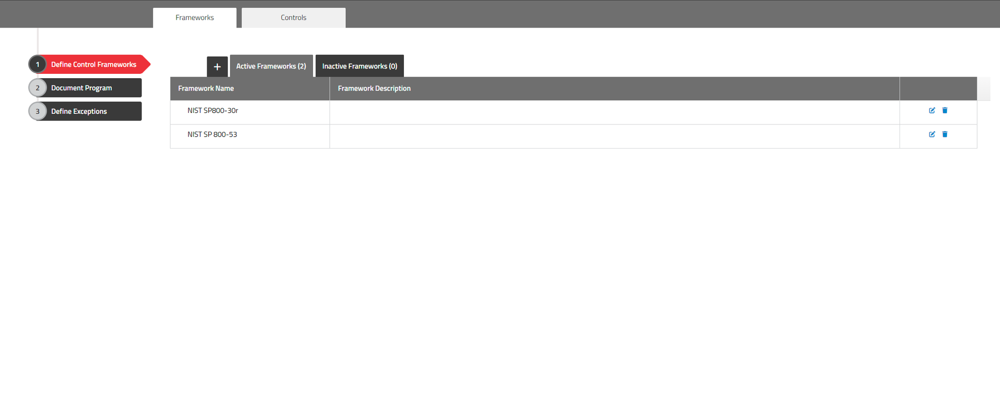 Frameworks
Controls
1 Define Control Frameworks
2 Document Program
3 Define Exceptions
+ Active Frameworks (2) Inactive Frameworks (0)
Framework Name Framework Description
NIST SP800-30r
NIST SP 800-53